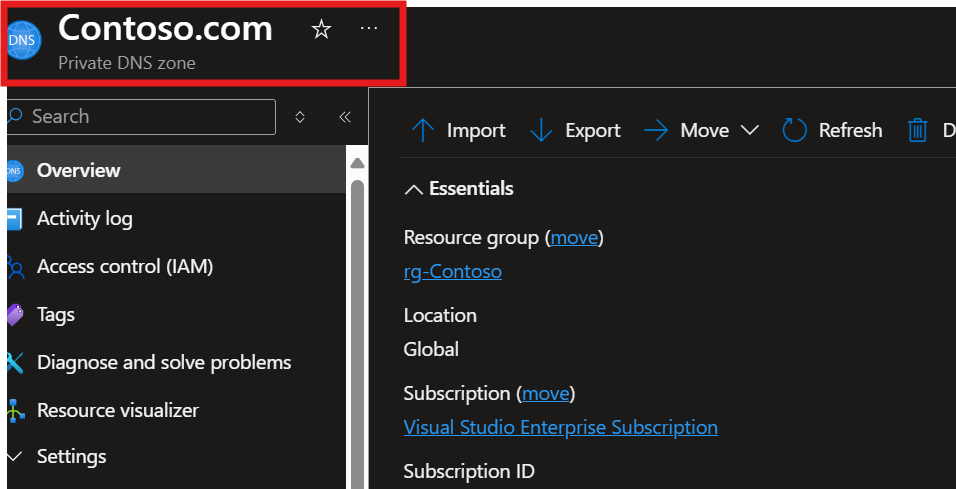 DNS
Contoso.com
Private DNS zone
Search
Import
Export
Move
Refresh
D
DNS
Overview
Activity log
Access control (IAM)
Tags
Diagnose and solve problems
Resource visualizer
Settings
Essentials
Resource group (move)
rg-Contoso
Location
Global
Subscription (move)
Visual Studio Enterprise Subscription
Subscription ID